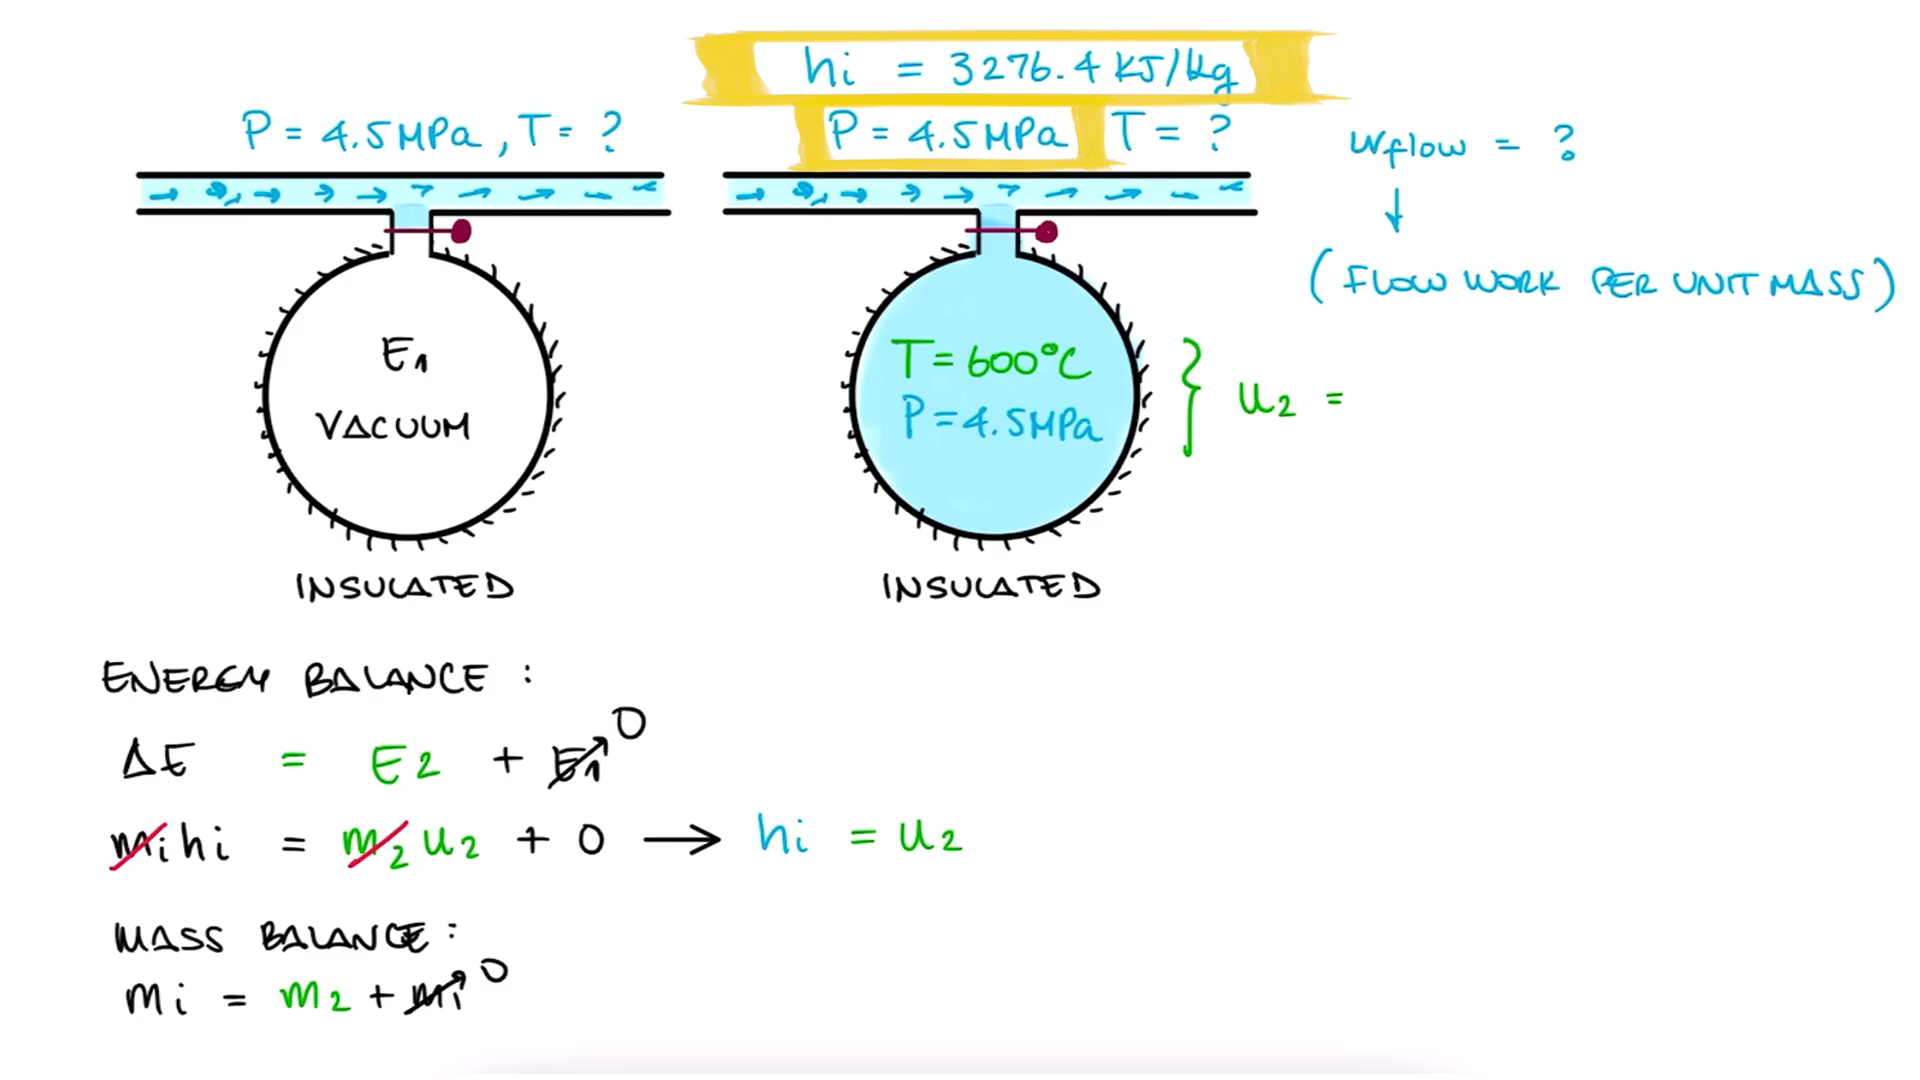 hi = 3276.4 KJ/kg
P = 4.5MPa, T = ?
P = 4.5MPa T = ?
wflow = ?
↓
(FLOW WORK PER UNIT MASS)
E1
VACUUM
T = 600°C
P = 4.5MPa
} u2 =
INSULATED
INSULATED
ENERGY BALANCE :
ΔE = E2 + E1 0
mihi = m2u2 + 0 → hi = u2
MASS BALANCE :
mi = m2 + m1 0